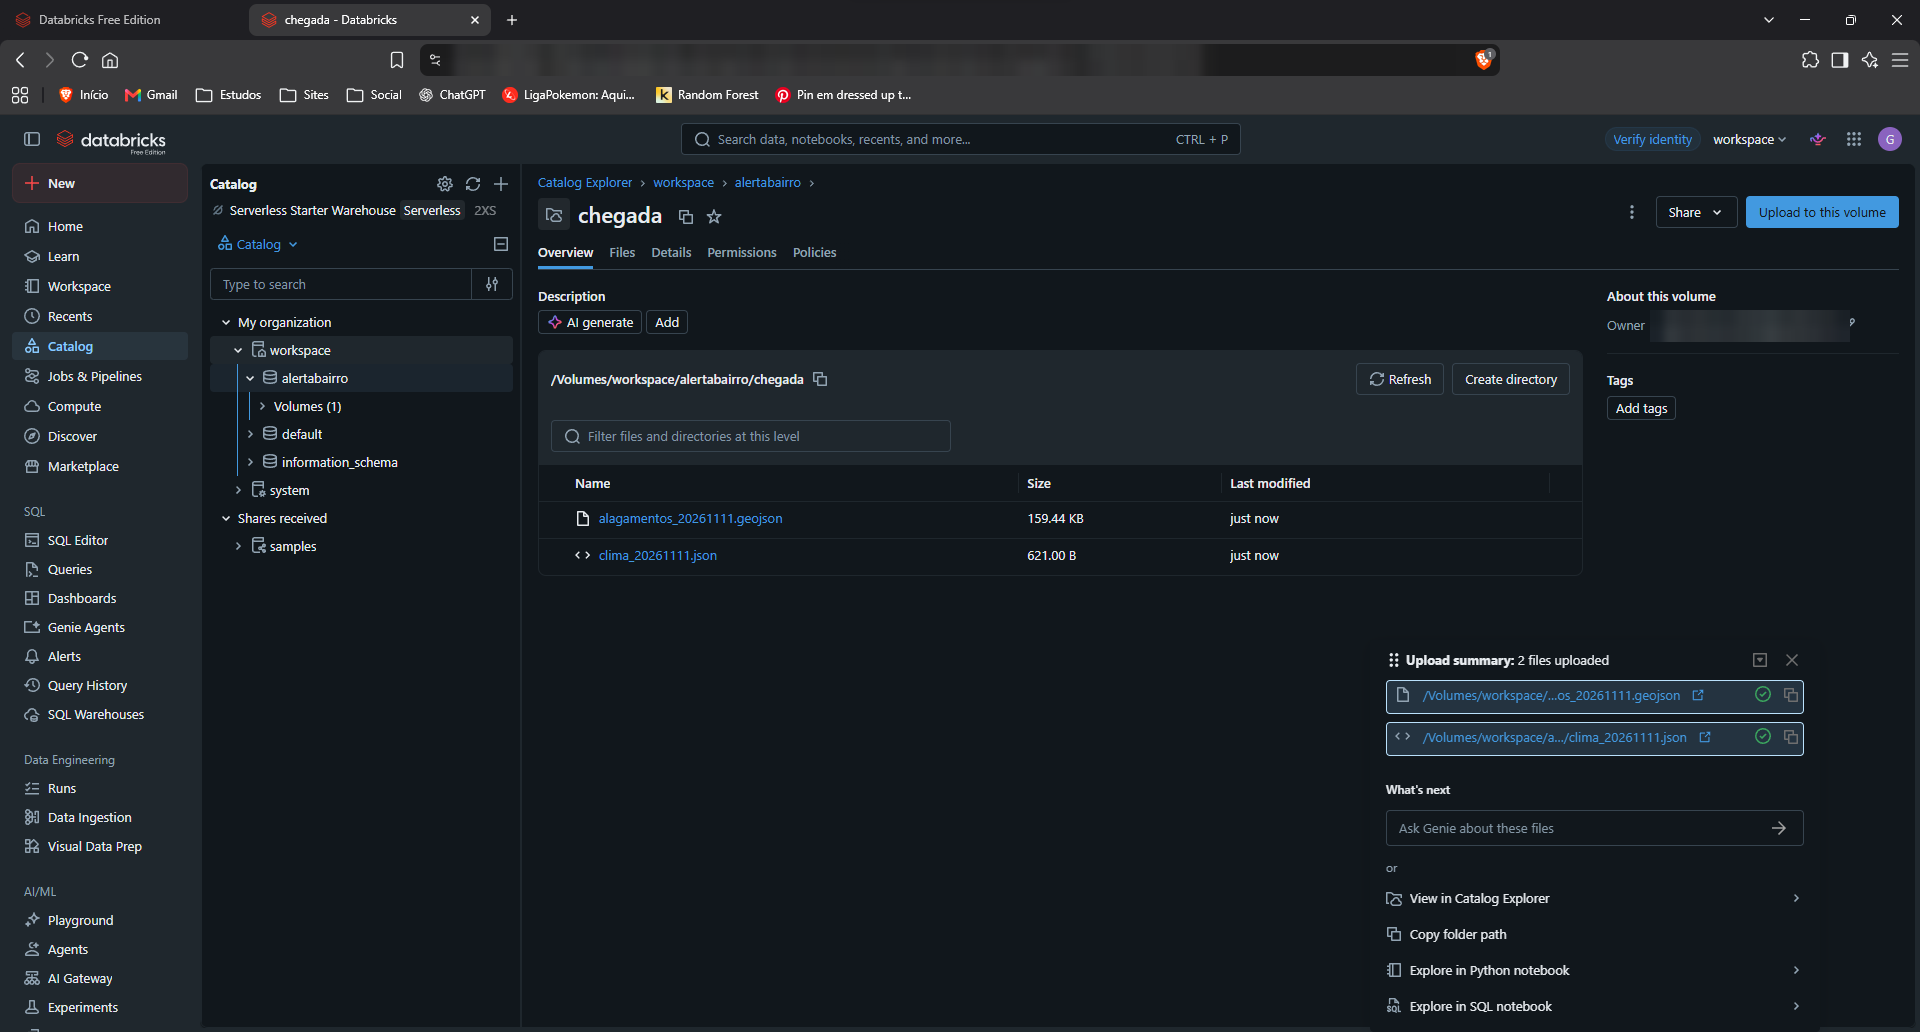 Databricks Free Edition
chegada - Databricks
1
Início
Gmail
Estudos
Sites
Social
ChatGPT
LigaPokemon: Aqui...
Random Forest
Pin em dressed up t...
databricks
Free Edition
Search data, notebooks, recents, and more...
CTRL + P
Verify identity
workspace
G
New
Home
Learn
Workspace
Recents
Catalog
Jobs & Pipelines
Compute
Discover
Marketplace
SQL
SQL Editor
Queries
Dashboards
Genie Agents
Alerts
Query History
SQL Warehouses
Data Engineering
Runs
Data Ingestion
Visual Data Prep
AI/ML
Playground
Agents
AI Gateway
Experiments
Catalog
Serverless Starter Warehouse Serverless 2XS
Catalog
Type to search
My organization
workspace
alertabairro
Volumes (1)
default
information_schema
system
Shares received
samples
Catalog Explorer > workspace > alertabairro >
chegada
Share
Upload to this volume
Overview
Files
Details
Permissions
Policies
Description
AI generate
Add
/Volumes/workspace/alertabairro/chegada
Refresh
Create directory
Filter files and directories at this level
Name Size Last modified
alagamentos_20261111.geojson 159.44 KB just now
clima_20261111.json 621.00 B just now
About this volume
Owner
Tags
Add tags
Upload summary: 2 files uploaded
/Volumes/workspace/...os_20261111.geojson
/Volumes/workspace/a.../clima_20261111.json
What's next
Ask Genie about these files
or
View in Catalog Explorer
Copy folder path
Explore in Python notebook
SQL
Explore in SQL notebook